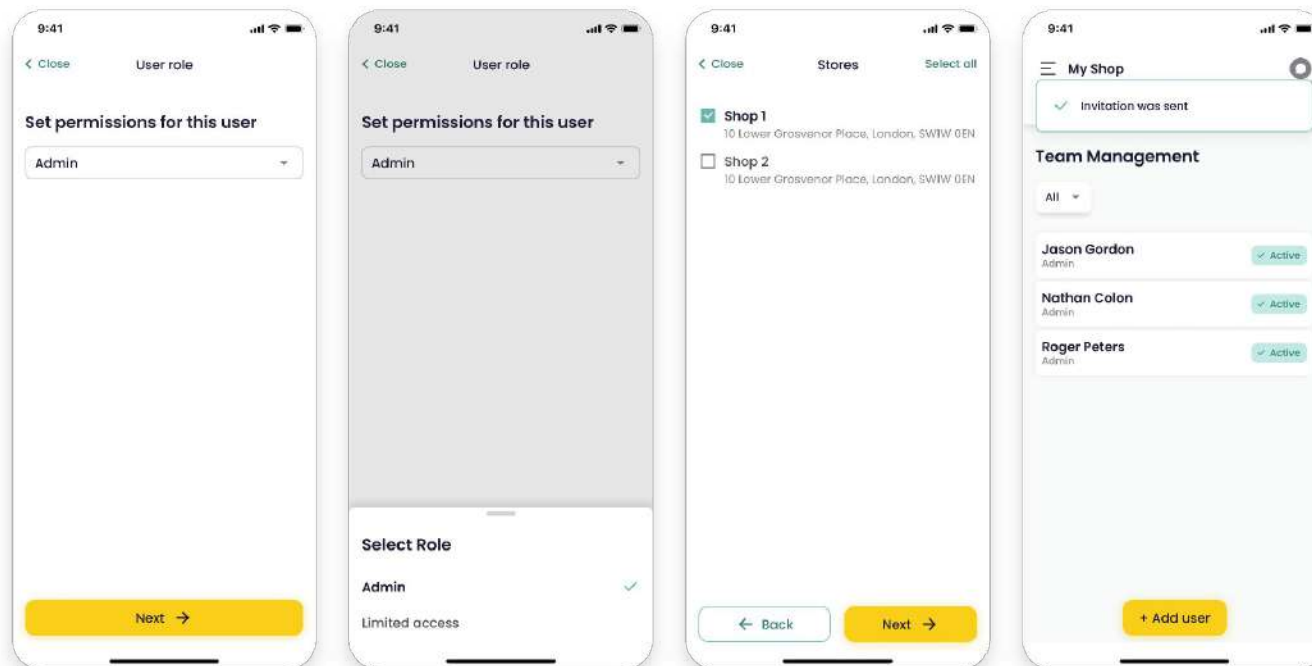 9:41
Close
User role
Set permissions for this user
Admin
Next →
9:41
Close
User role
Set permissions for this user
Admin
Select Role
Admin
Limited access
9:41
Close
Stores
Select all
Shop 1
10 Lower Grosvenor Place, London, SW1W 0EN
Shop 2
10 Lower Grosvenor Place, London, SW1W 0EN
← Back
Next →
9:41
My Shop
Invitation was sent
Team Management
All
Jason Gordon
Admin
Active
Nathan Colon
Admin
Active
Roger Peters
Admin
Active
+ Add user